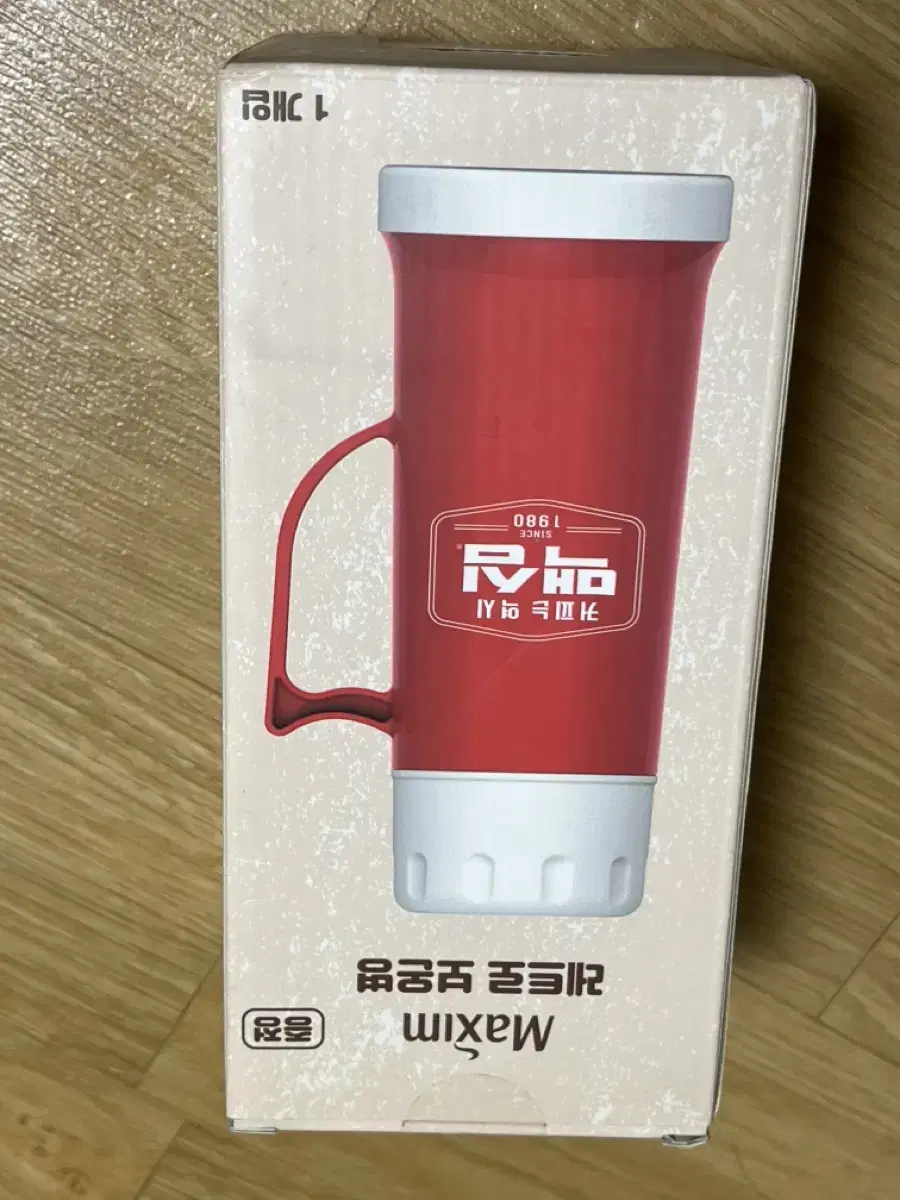 Maxim 증정
레트로 보온병
커피는 역시
맥심
SINCE
1980
1 개입